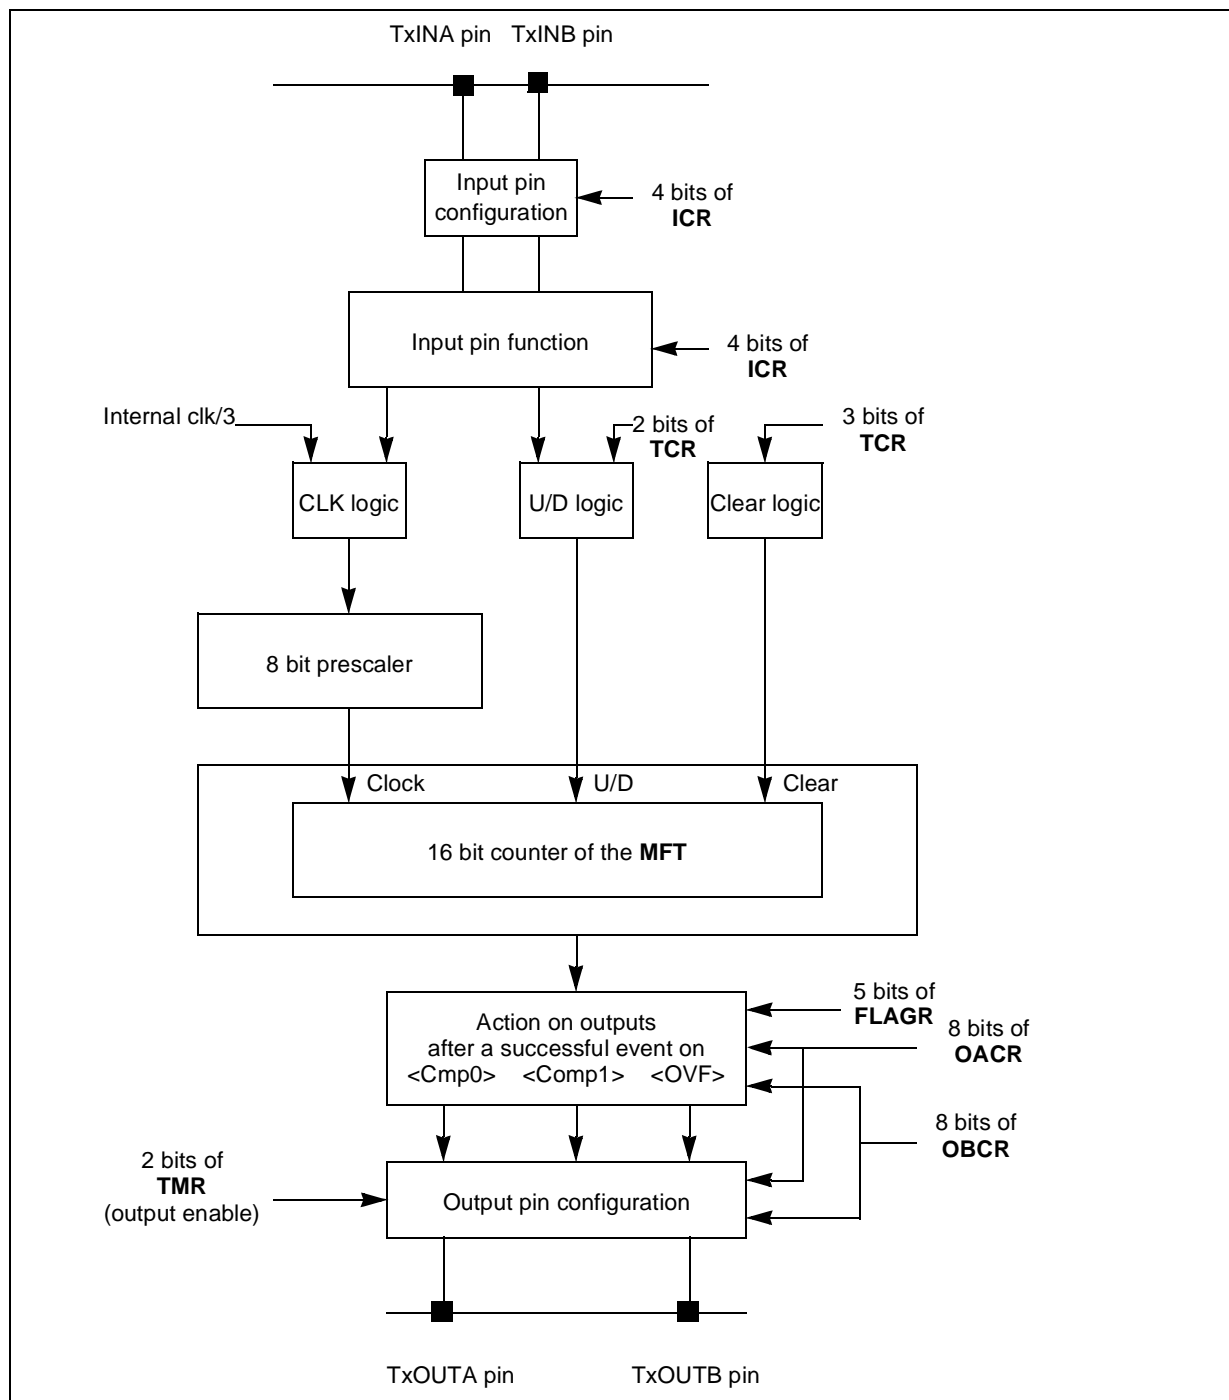 TxINA pin TxINB pin
Input pin
configuration
4 bits of
ICR
Input pin function
4 bits of
ICR
Internal clk/3
2 bits of
TCR
3 bits of
TCR
CLK logic
U/D logic
Clear logic
8 bit prescaler
Clock
U/D
Clear
16 bit counter of the MFT
Action on outputs
after a successful event on
<Cmp0> <Comp1> <OVF>
5 bits of
FLAGR
8 bits of
OACR
8 bits of
OBCR
2 bits of
TMR
(output enable)
Output pin configuration
TxOUTA pin
TxOUTB pin